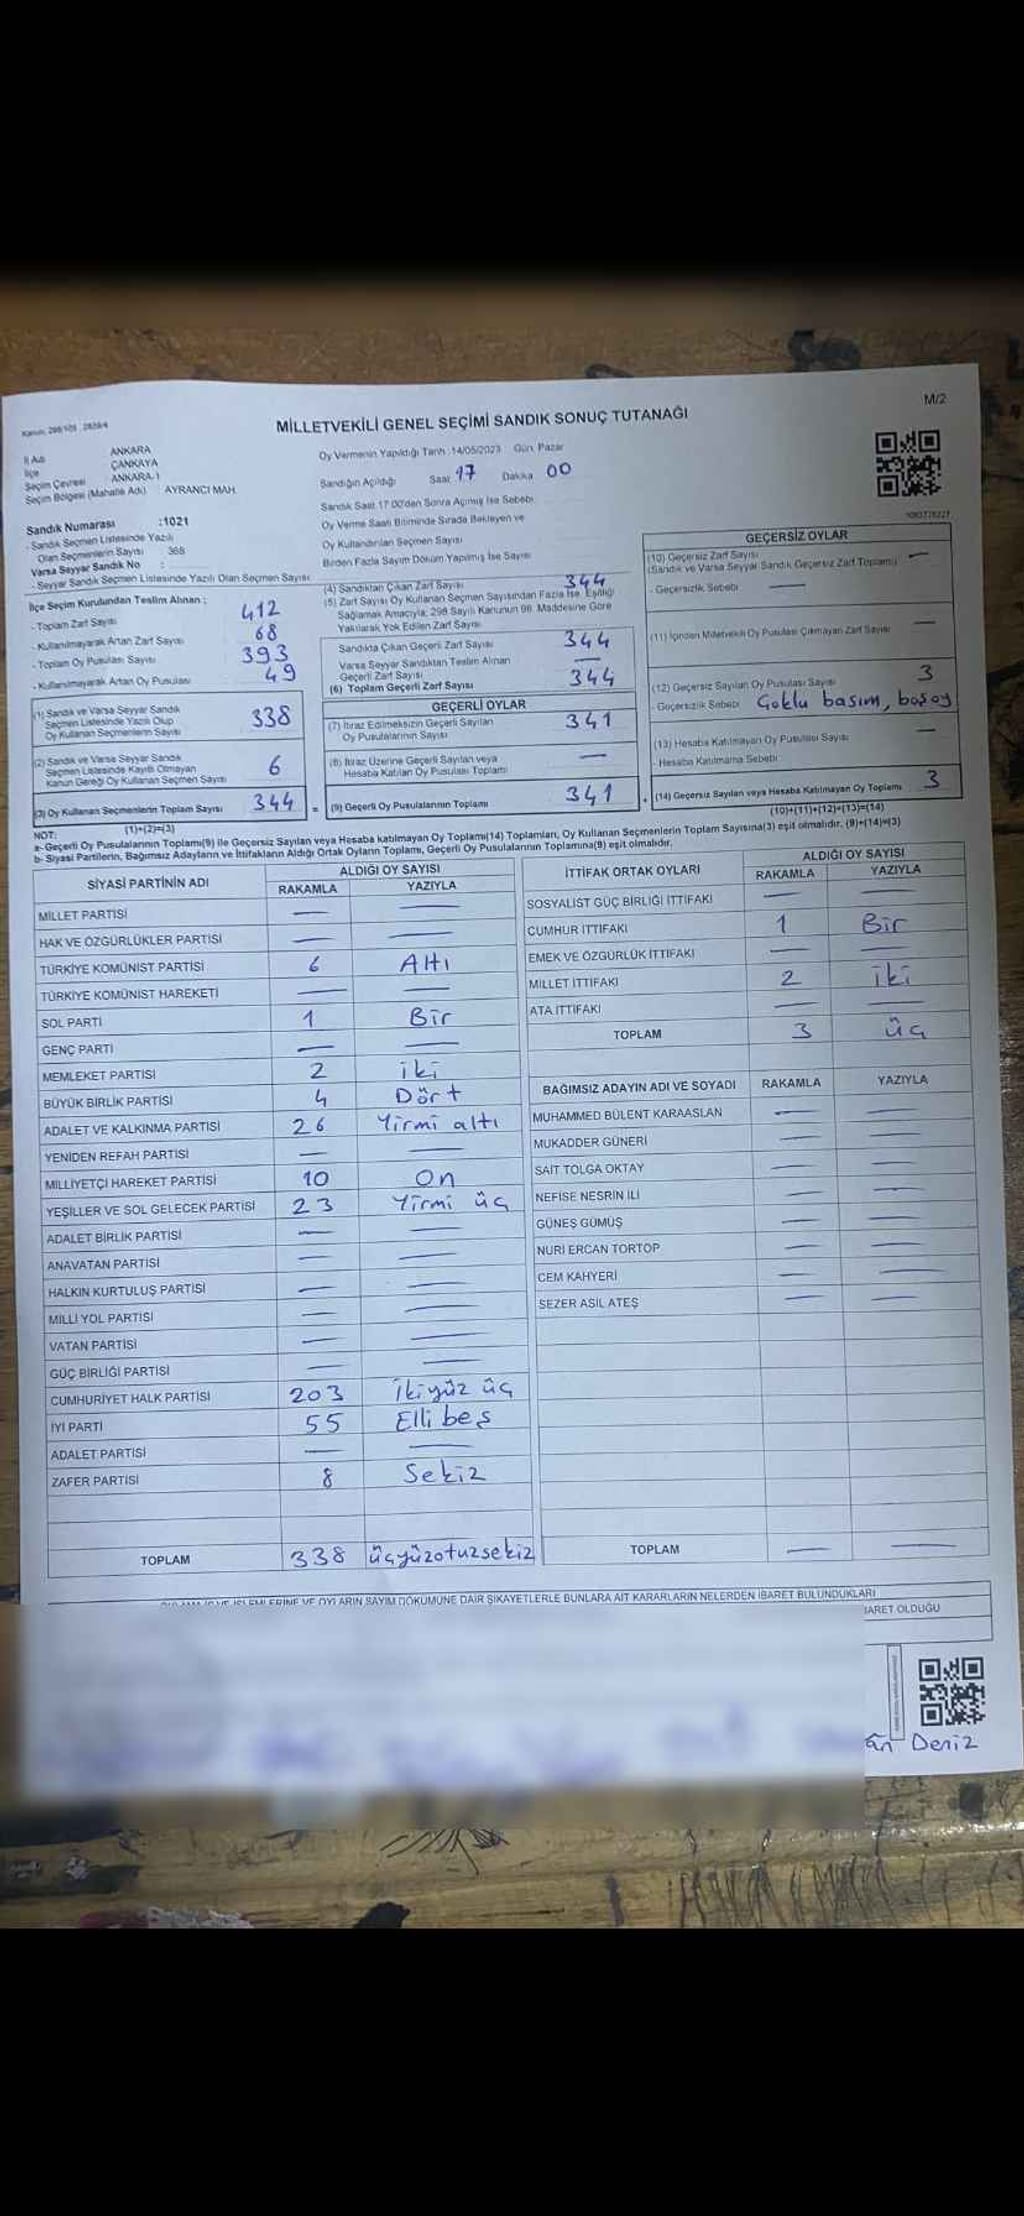 M/2
MİLLETVEKİLİ GENEL SEÇİMİ SANDIK SONUÇ TUTANAĞI
İl Adı ANKARA
İlçe ÇANKAYA
Seçim Çevresi ANKARA-1
Seçim Bölgesi (Mahalle Adı) : AYRANCI MAH.
Oy Vermenin Yapıldığı Tarih :14/05/2023 Gün: Pazar
Sandığın Açıldığı Saat 17 Dakika 00
Sandık Saat 17.00'den Sonra Açılmış İse Sebebi
Oy Verme Saati Bitiminde Sırada Bekleyen ve
Oy Kullandırılan Seçmen Sayısı
Birden Fazla Sayım Döküm Yapılmış İse Sayısı
Sandık Numarası :1021
- Sandık Seçmen Listesinde Yazılı
Olan Seçmenlerin Sayısı : 368
Varsa Seyyar Sandık No :
- Seyyar Sandık Seçmen Listesinde Yazılı Olan Seçmen Sayısı
İlçe Seçim Kurulundan Teslim Alınan ;
- Toplam Zarf Sayısı 412
- Kullanılmayarak Artan Zarf Sayısı 68
- Toplam Oy Pusulası Sayısı 393
- Kullanılmayarak Artan Oy Pusulası 49
(1) Sandık ve Varsa Seyyar Sandık
Seçmen Listesinde Yazılı Olup
Oy Kullanan Seçmenlerin Sayısı 338
(2) Sandık ve Varsa Seyyar Sandık
Seçmen Listesinde Kayıtlı Olmayan
Kanun Gereği Oy Kullanan Seçmen Sayısı 6
(3) Oy Kullanan Seçmenlerin Toplam Sayısı 344 =
(1)+(2)=(3)
(4) Sandıktan Çıkan Zarf Sayısı 344
(5) Zarf Sayısı Oy Kullanan Seçmen Sayısından Fazla İse, Eşitliği
Sağlamak Amacıyla, 298 Sayılı Kanunun 98. Maddesine Göre
Yakılarak Yok Edilen Zarf Sayısı
Sandıkta Çıkan Geçerli Zarf Sayısı 344
Varsa Seyyar Sandıktan Teslim Alınan
Geçerli Zarf Sayısı —
(6) Toplam Geçerli Zarf Sayısı 344
GEÇERLİ OYLAR
(7) İtiraz Edilmeksizin Geçerli Sayılan
Oy Pusulalarının Sayısı 341
(8) İtiraz Üzerine Geçerli Sayılan veya
Hesaba Katılan Oy Pusulası Toplamı —
(9) Geçerli Oy Pusulalarının Toplamı 341 +
GEÇERSİZ OYLAR
(10) Geçersiz Zarf Sayısı —
(Sandık ve Varsa Seyyar Sandık Geçersiz Zarf Toplamı)
- Geçersizlik Sebebi —
(11) İçinden Milletvekili Oy Pusulası Çıkmayan Zarf Sayısı —
(12) Geçersiz Sayılan Oy Pusulası Sayısı 3
- Geçersizlik Sebebi Çoklu basım, boş oy
(13) Hesaba Katılmayan Oy Pusulası Sayısı —
- Hesaba Katılmama Sebebi
(14) Geçersiz Sayılan veya Hesaba Katılmayan Oy Toplamı 3
(10)+(11)+(12)+(13)=(14)
NOT:
a- Geçerli Oy Pusulalarının Toplamı(9) ile Geçersiz Sayılan veya Hesaba katılmayan Oy Toplamı(14) Toplamları, Oy Kullanan Seçmenlerin Toplam Sayısına(3) eşit olmalıdır. (9)+(14)=(3)
b- Siyasi Partilerin, Bağımsız Adayların ve İttifakların Aldığı Ortak Oyların Toplamı, Geçerli Oy Pusulalarının Toplamına(9) eşit olmalıdır.
SİYASİ PARTİNİN ADI ALDIĞI OY SAYISI
RAKAMLA YAZIYLA
MİLLET PARTİSİ — —
HAK VE ÖZGÜRLÜKLER PARTİSİ — —
TÜRKİYE KOMÜNİST PARTİSİ 6 Altı
TÜRKİYE KOMÜNİST HAREKETİ — —
SOL PARTİ 1 Bir
GENÇ PARTİ — —
MEMLEKET PARTİSİ 2 iki
BÜYÜK BİRLİK PARTİSİ 4 Dört
ADALET VE KALKINMA PARTİSİ 26 Yirmi altı
YENİDEN REFAH PARTİSİ — —
MİLLİYETÇİ HAREKET PARTİSİ 10 On
YEŞİLLER VE SOL GELECEK PARTİSİ 23 Yirmi üç
ADALET BİRLİK PARTİSİ — —
ANAVATAN PARTİSİ — —
HALKIN KURTULUŞ PARTİSİ — —
MİLLİ YOL PARTİSİ — —
VATAN PARTİSİ — —
GÜÇ BİRLİĞİ PARTİSİ — —
CUMHURİYET HALK PARTİSİ 203 İkiyüz üç
İYİ PARTİ 55 Elli beş
ADALET PARTİSİ — —
ZAFER PARTİSİ 8 Sekiz
TOPLAM 338 üçyüzotuzsekiz
İTTİFAK ORTAK OYLARI ALDIĞI OY SAYISI
RAKAMLA YAZIYLA
SOSYALİST GÜÇ BİRLİĞİ İTTİFAKI — —
CUMHUR İTTİFAKI 1 Bir
EMEK VE ÖZGÜRLÜK İTTİFAKI — —
MİLLET İTTİFAKI 2 iki
ATA İTTİFAKI — —
TOPLAM 3 üç
BAĞIMSIZ ADAYIN ADI VE SOYADI RAKAMLA YAZIYLA
MUHAMMED BÜLENT KARAASLAN — —
MUKADDER GÜNERİ — —
SAİT TOLGA OKTAY — —
NEFİSE NESRİN İLİ — —
GÜNEŞ GÜMÜŞ — —
NURİ ERCAN TORTOP — —
CEM KAHYERİ — —
SEZER ASİL ATEŞ — —
TOPLAM — —
OYLARIN SAYIM DÖKÜMÜNE DAİR ŞİKAYETLERLE BUNLARA AİT KARARLARIN NELERDEN İBARET BULUNDUKLARI
BARET OLDUĞU
ân Deniz